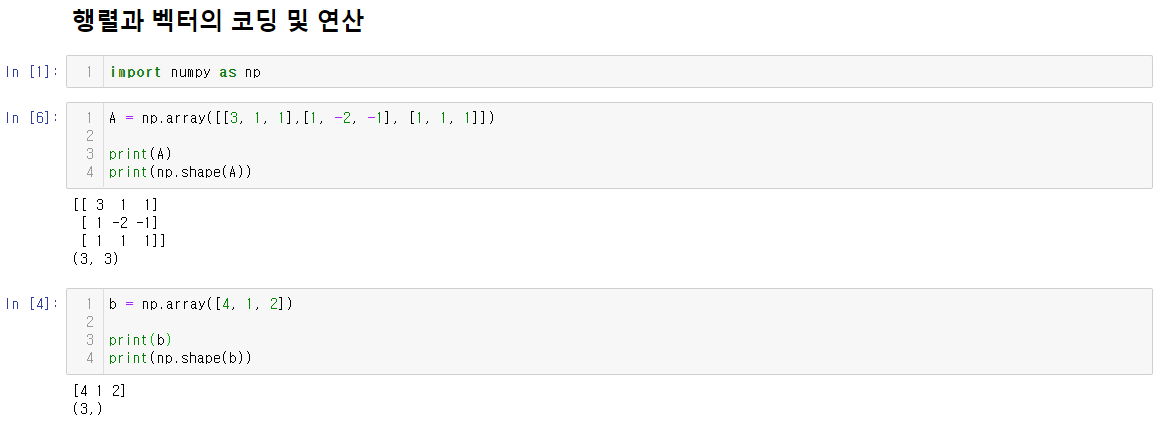 행렬과 벡터의 코딩 및 연산
In [1]:
1 import numpy as np
In [6]:
1 A = np.array([[3, 1, 1],[1, -2, -1], [1, 1, 1]])
2
3 print(A)
4 print(np.shape(A))
[[ 3  1  1]
 [ 1 -2 -1]
 [ 1  1  1]]
(3, 3)
In [4]:
1 b = np.array([4, 1, 2])
2
3 print(b)
4 print(np.shape(b))
[4 1 2]
(3,)